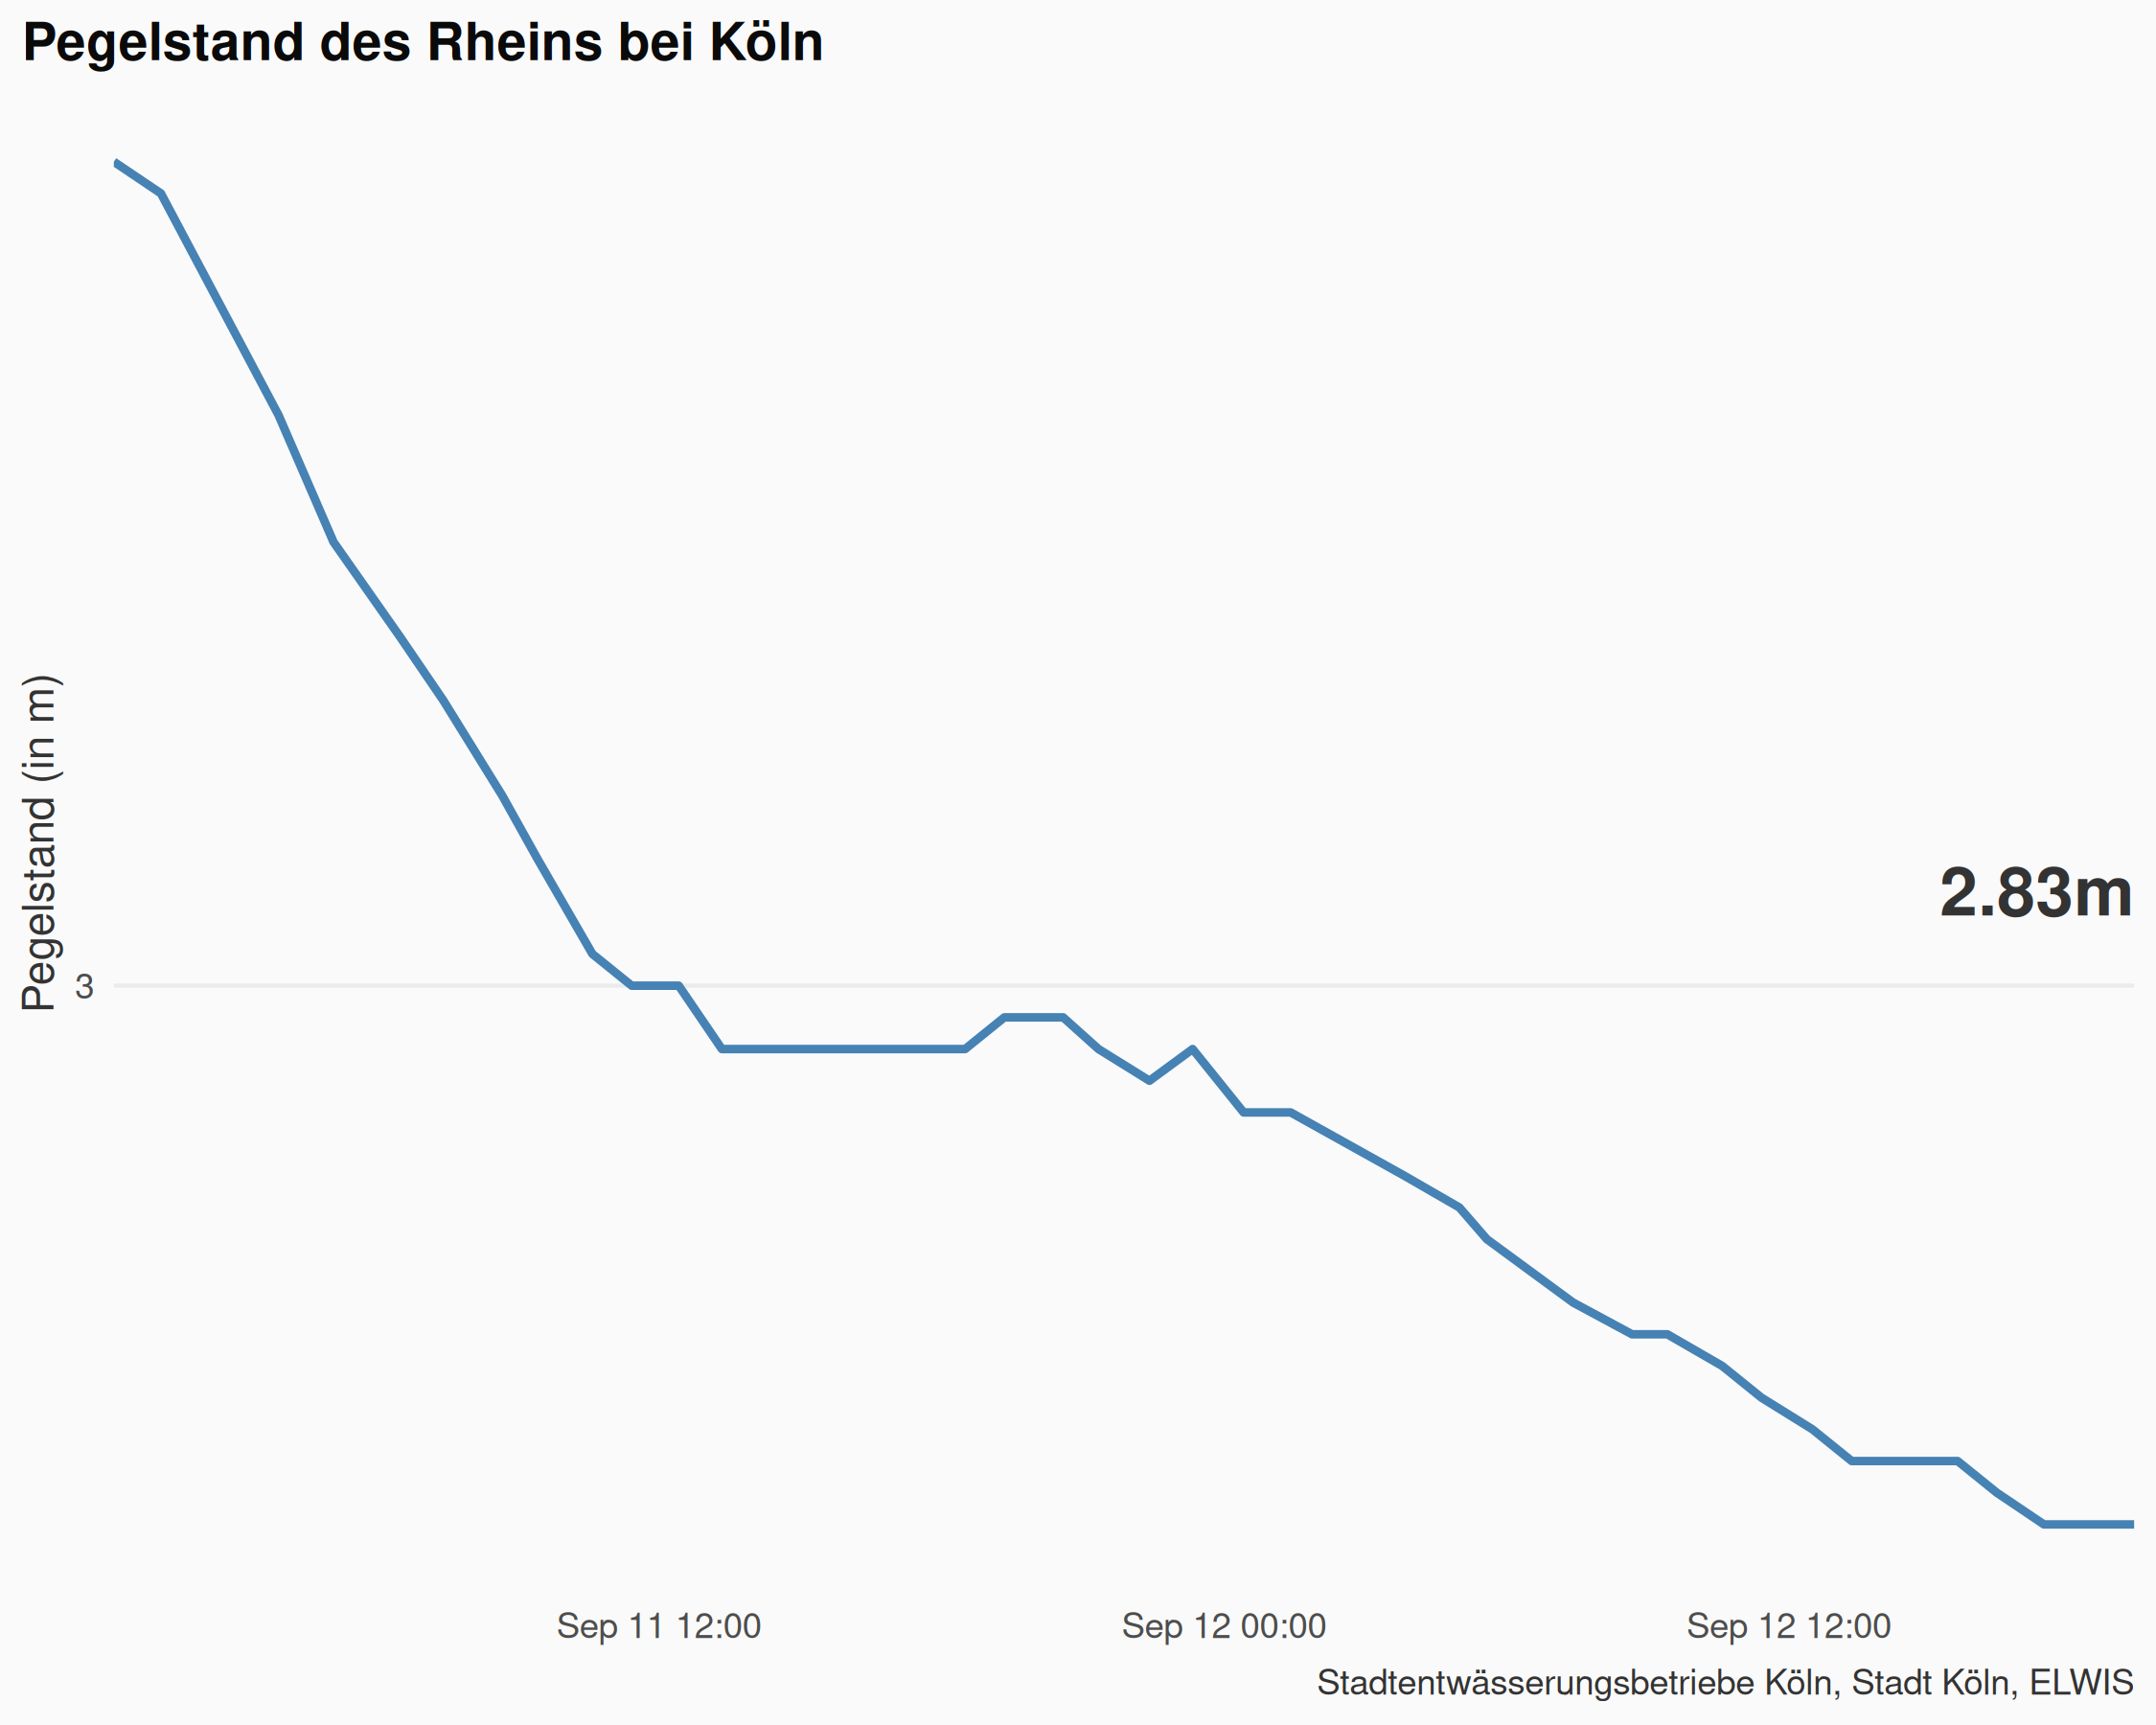 Pegelstand des Rheins bei Köln
Pegelstand (in m)
2.83m
3
Sep 11 12:00
Sep 12 00:00
Sep 12 12:00
Stadtentwässerungsbetriebe Köln, Stadt Köln, ELWIS